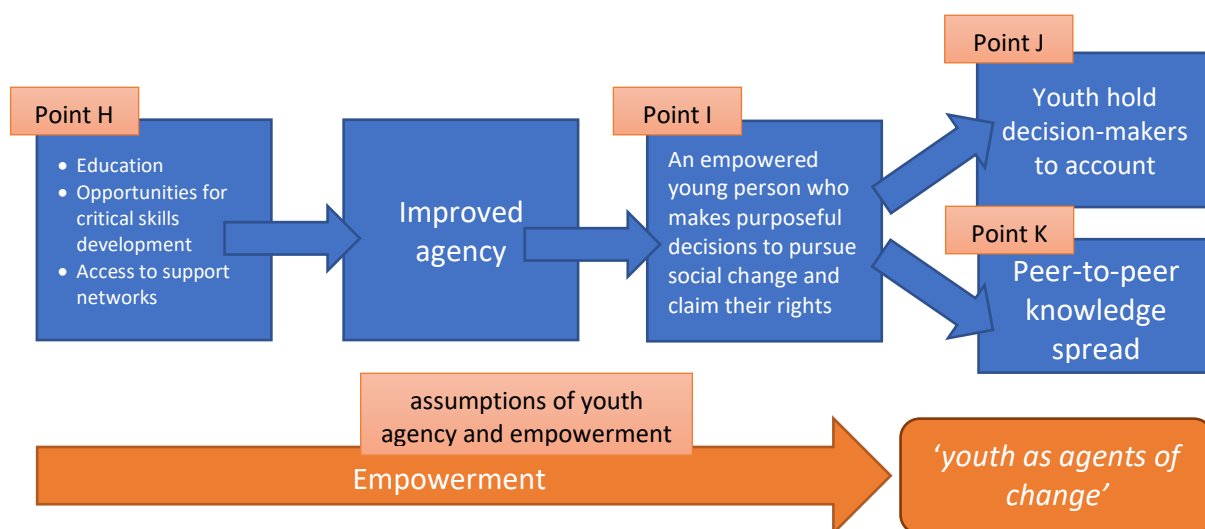 Point H
• Education
• Opportunities for
critical skills
development
• Access to support
networks
Improved
agency
Point I
An empowered
young person who
makes purposeful
decisions to pursue
social change and
claim their rights
Point J
Youth hold
decision-makers
to account
Point K
Peer-to-peer
knowledge
spread
assumptions of youth
agency and empowerment
Empowerment
‘youth as agents of
change’